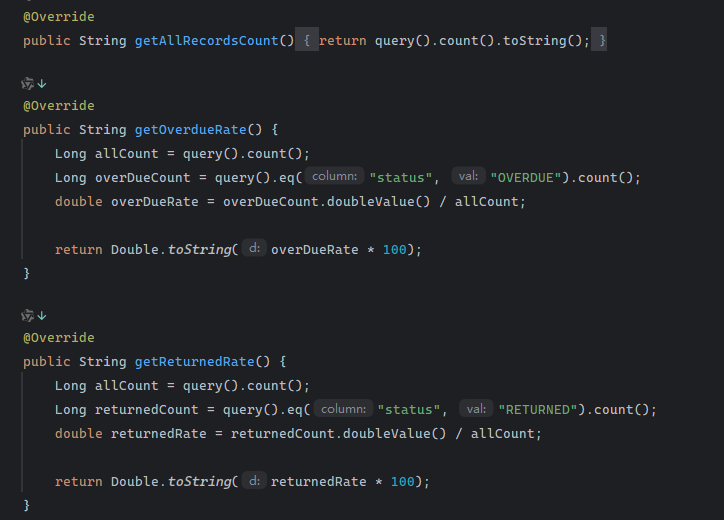 @Override
public String getAllRecordsCount() { return query().count().toString(); }
@Override
public String getOverdueRate() {
Long allCount = query().count();
Long overDueCount = query().eq( column: "status", val: "OVERDUE").count();
double overDueRate = overDueCount.doubleValue() / allCount;
return Double.toString( d: overDueRate * 100);
}
@Override
public String getReturnedRate() {
Long allCount = query().count();
Long returnedCount = query().eq( column: "status", val: "RETURNED").count();
double returnedRate = returnedCount.doubleValue() / allCount;
return Double.toString( d: returnedRate * 100);
}